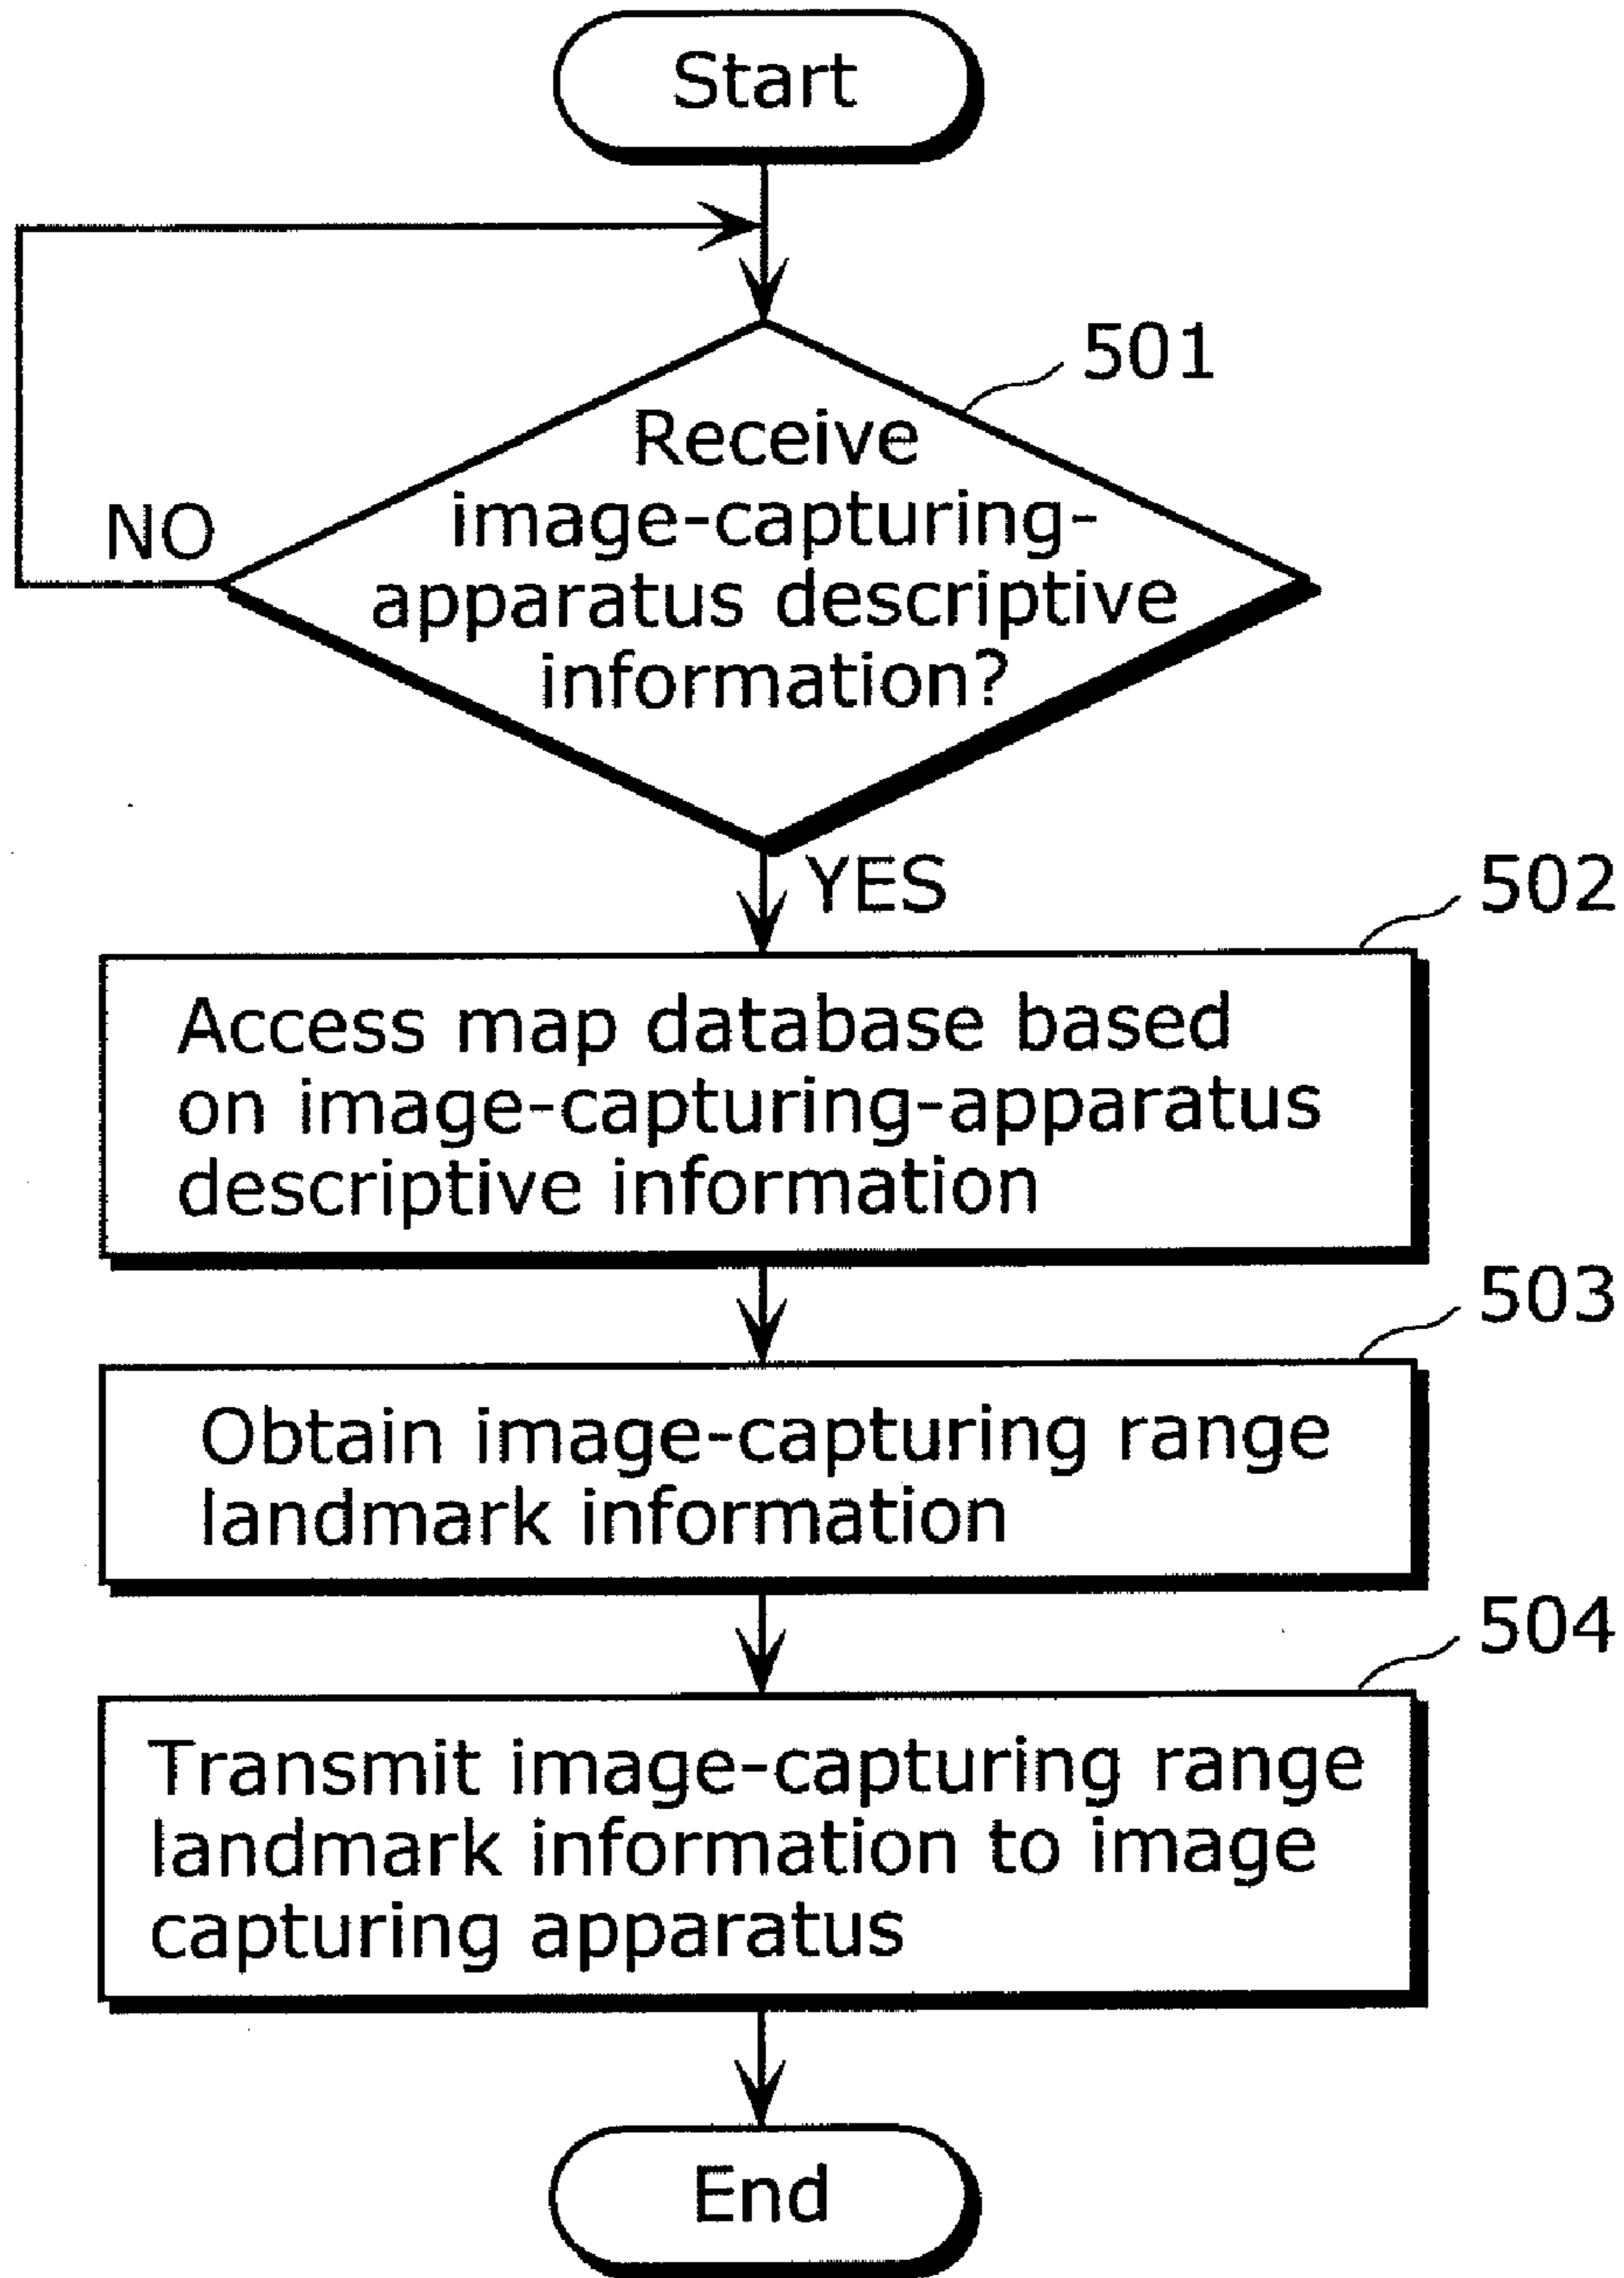 Start
501
Receive
image-capturing-
apparatus descriptive
information?
NO
YES
502
Access map database based
on image-capturing-apparatus
descriptive information
503
Obtain image-capturing range
landmark information
504
Transmit image-capturing range
landmark information to image
capturing apparatus
End